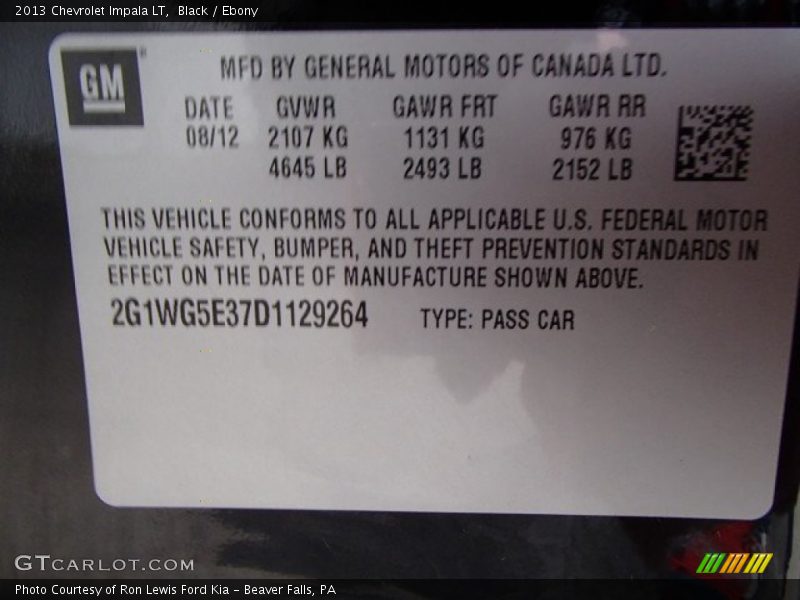 2013 Chevrolet Impala LT, Black / Ebony
GM
MFD BY GENERAL MOTORS OF CANADA LTD.
DATE GVWR GAWR FRT GAWR RR
08/12 2107 KG 1131 KG 976 KG
4645 LB 2493 LB 2152 LB
THIS VEHICLE CONFORMS TO ALL APPLICABLE U.S. FEDERAL MOTOR
VEHICLE SAFETY, BUMPER, AND THEFT PREVENTION STANDARDS IN
EFFECT ON THE DATE OF MANUFACTURE SHOWN ABOVE.
2G1WG5E37D1129264 TYPE: PASS CAR
GTCARLOT.COM
Photo Courtesy of Ron Lewis Ford Kia - Beaver Falls, PA